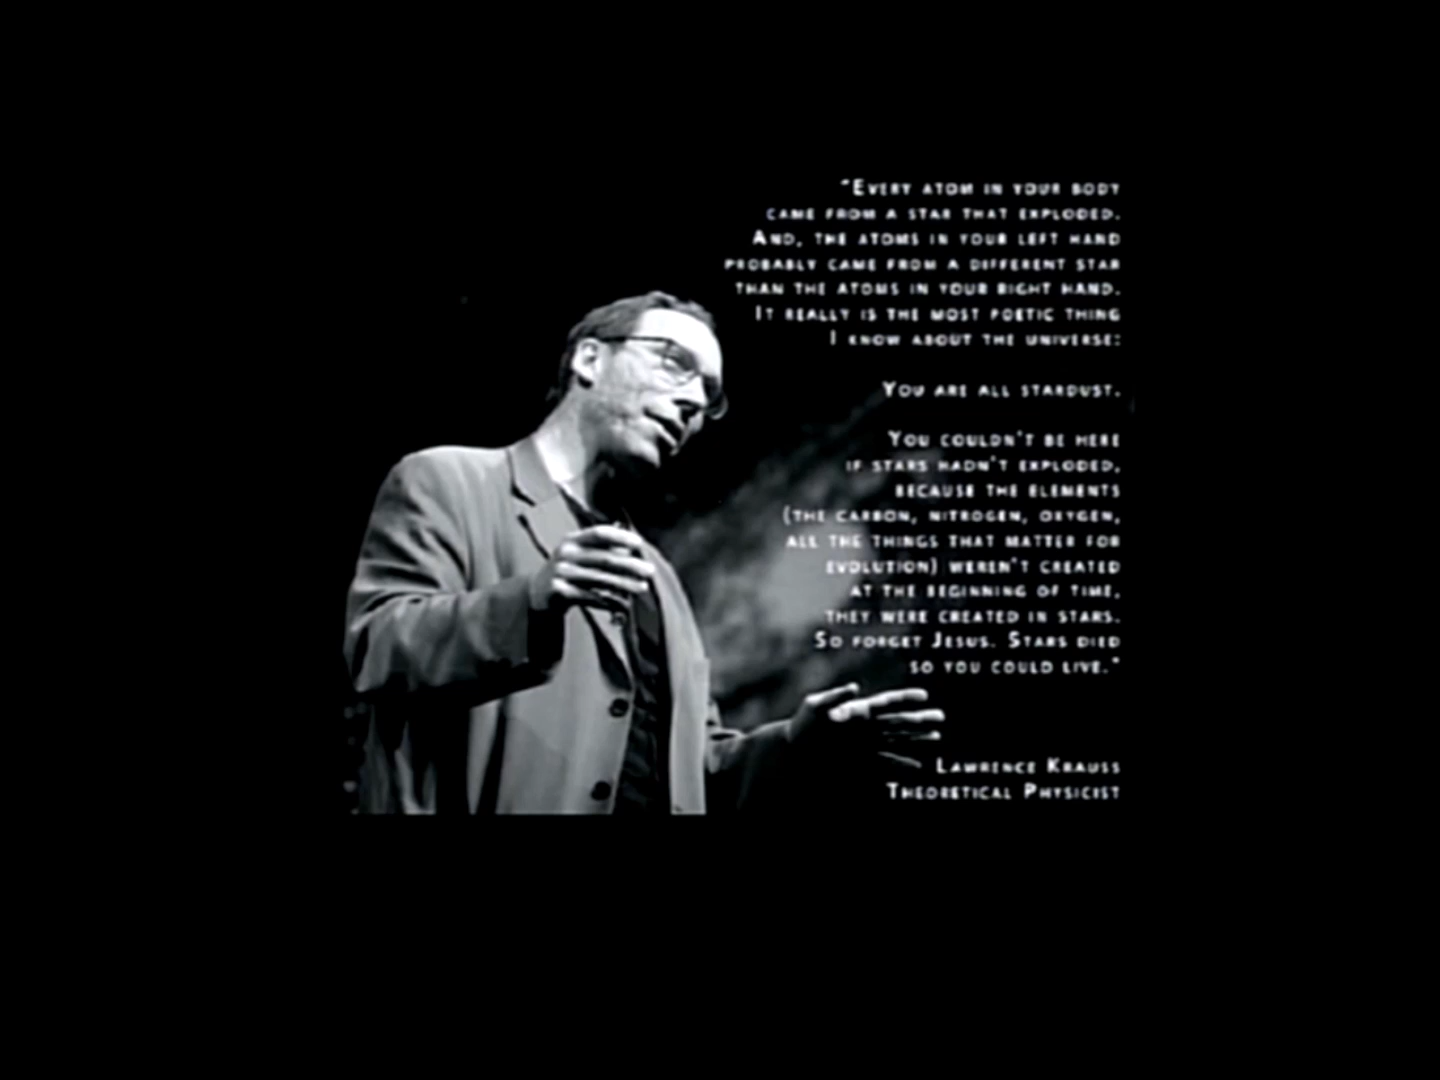 "Every atom in your body
came from a star that exploded.
And, the atoms in your left hand
probably came from a different star
than the atoms in your right hand.
It really is the most poetic thing
I know about the universe:
You are all stardust.
You couldn't be here
if stars hadn't exploded,
because the elements
(the carbon, nitrogen, oxygen,
all the things that matter for
evolution) weren't created
at the beginning of time,
they were created in stars.
So forget Jesus. Stars died
so you could live."
Lawrence Krauss
Theoretical Physicist